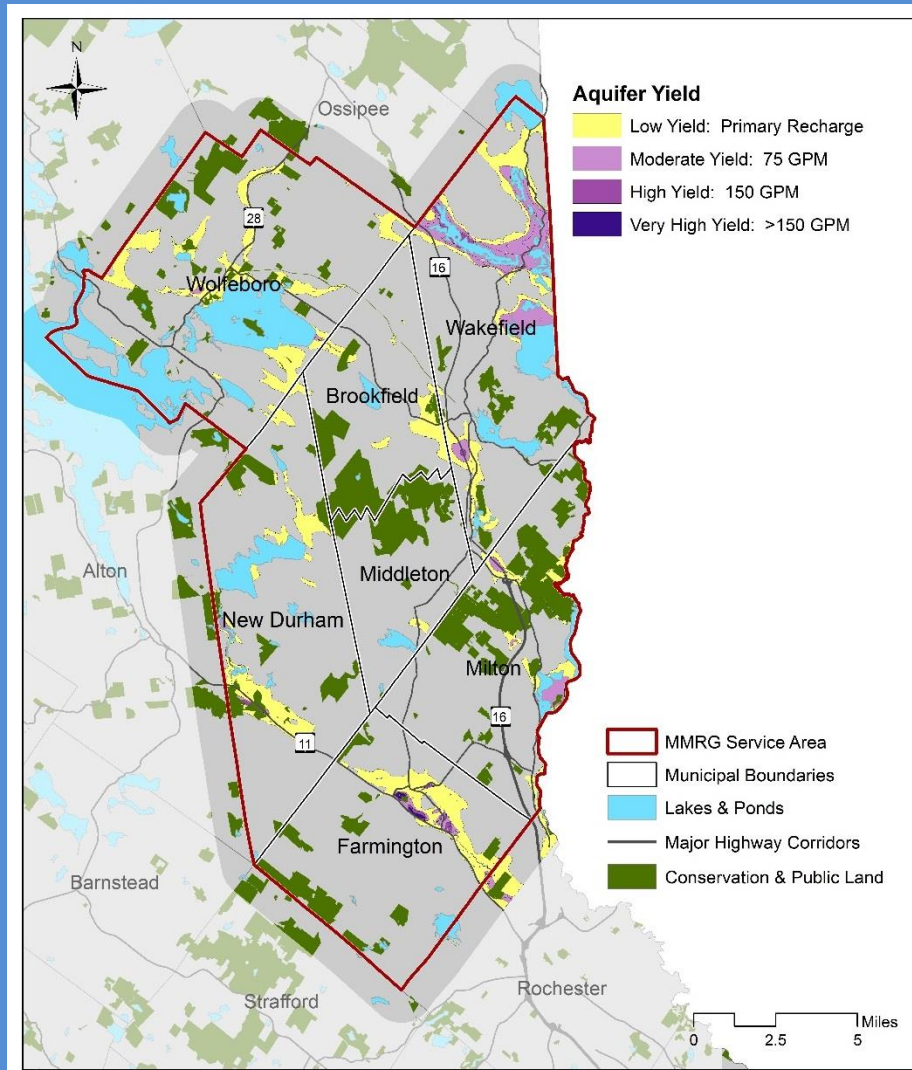 N
Ossipee
Aquifer Yield
Low Yield: Primary Recharge
Moderate Yield: 75 GPM
High Yield: 150 GPM
Very High Yield: >150 GPM
28
16
Wolfeboro
Wakefield
Brookfield
Alton
Middleton
New Durham
Milton
16
11
MMRG Service Area
Municipal Boundaries
Lakes & Ponds
Major Highway Corridors
Conservation & Public Land
Farmington
Barnstead
Strafford
Rochester
Miles
0 2.5 5